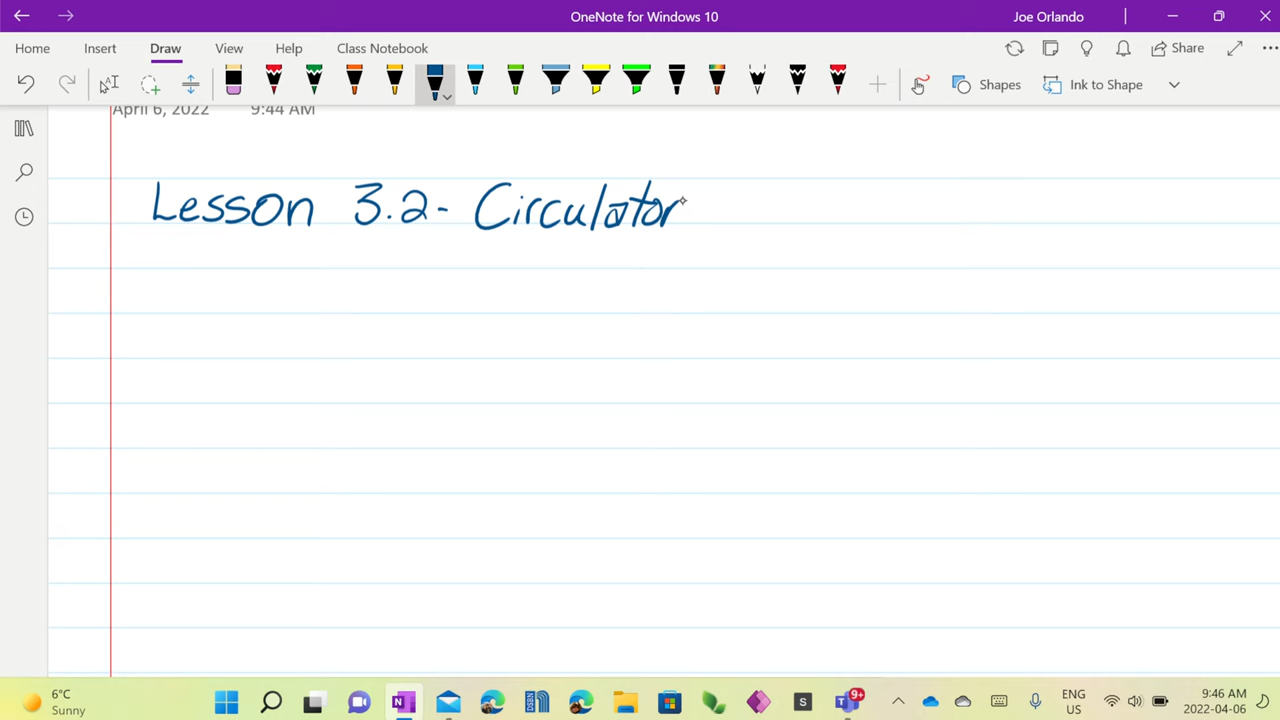 OneNote for Windows 10
Joe Orlando
Home Insert Draw View Help Class Notebook
Share
Shapes
Ink to Shape
April 6, 2022 9:44 AM
Lesson 3.2- Circulator
6°C
Sunny
DSBN
N
S
9+
ENG
US
9:46 AM
2022-04-06